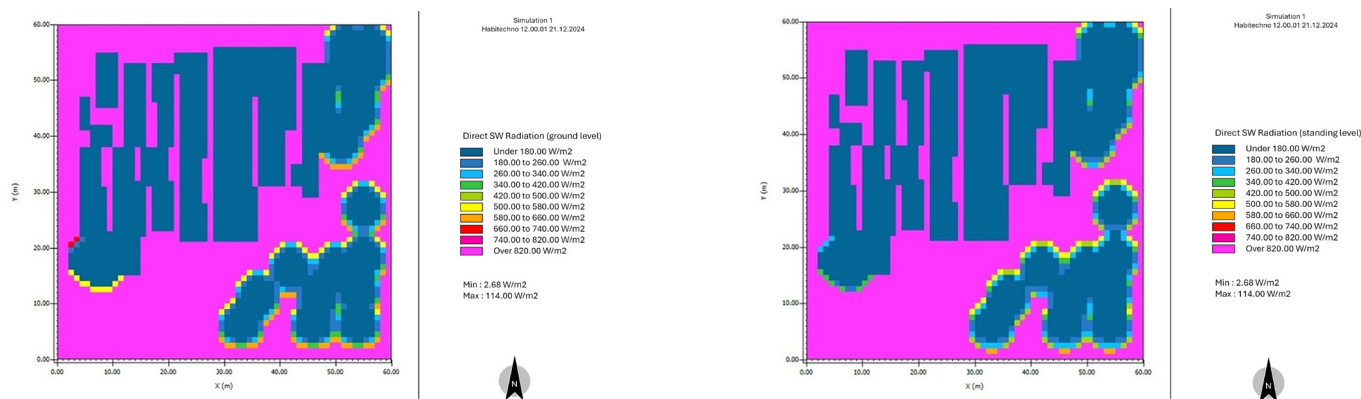 Simulation 1
Habitechno 12.00.01 21.12.2024
60.00
50.00
40.00
30.00
20.00
10.00
0.00
Y (m)
0.00 10.00 20.00 30.00 40.00 50.00 60.00
X (m)
Direct SW Radiation (ground level)
Under 180.00 W/m2
180.00 to 260.00 W/m2
260.00 to 340.00 W/m2
340.00 to 420.00 W/m2
420.00 to 500.00 W/m2
500.00 to 580.00 W/m2
580.00 to 660.00 W/m2
660.00 to 740.00 W/m2
740.00 to 820.00 W/m2
Over 820.00 W/m2
Min : 2.68 W/m2
Max : 114.00 W/m2
N
Simulation 1
Habitechno 12.00.01 21.12.2024
60.00
50.00
40.00
30.00
20.00
10.00
0.00
Y (m)
0.00 10.00 20.00 30.00 40.00 50.00 60.00
X (m)
Direct SW Radiation (standing level)
Under 180.00 W/m2
180.00 to 260.00 W/m2
260.00 to 340.00 W/m2
340.00 to 420.00 W/m2
420.00 to 500.00 W/m2
500.00 to 580.00 W/m2
580.00 to 660.00 W/m2
660.00 to 740.00 W/m2
740.00 to 820.00 W/m2
Over 820.00 W/m2
Min : 2.68 W/m2
Max : 114.00 W/m2
N